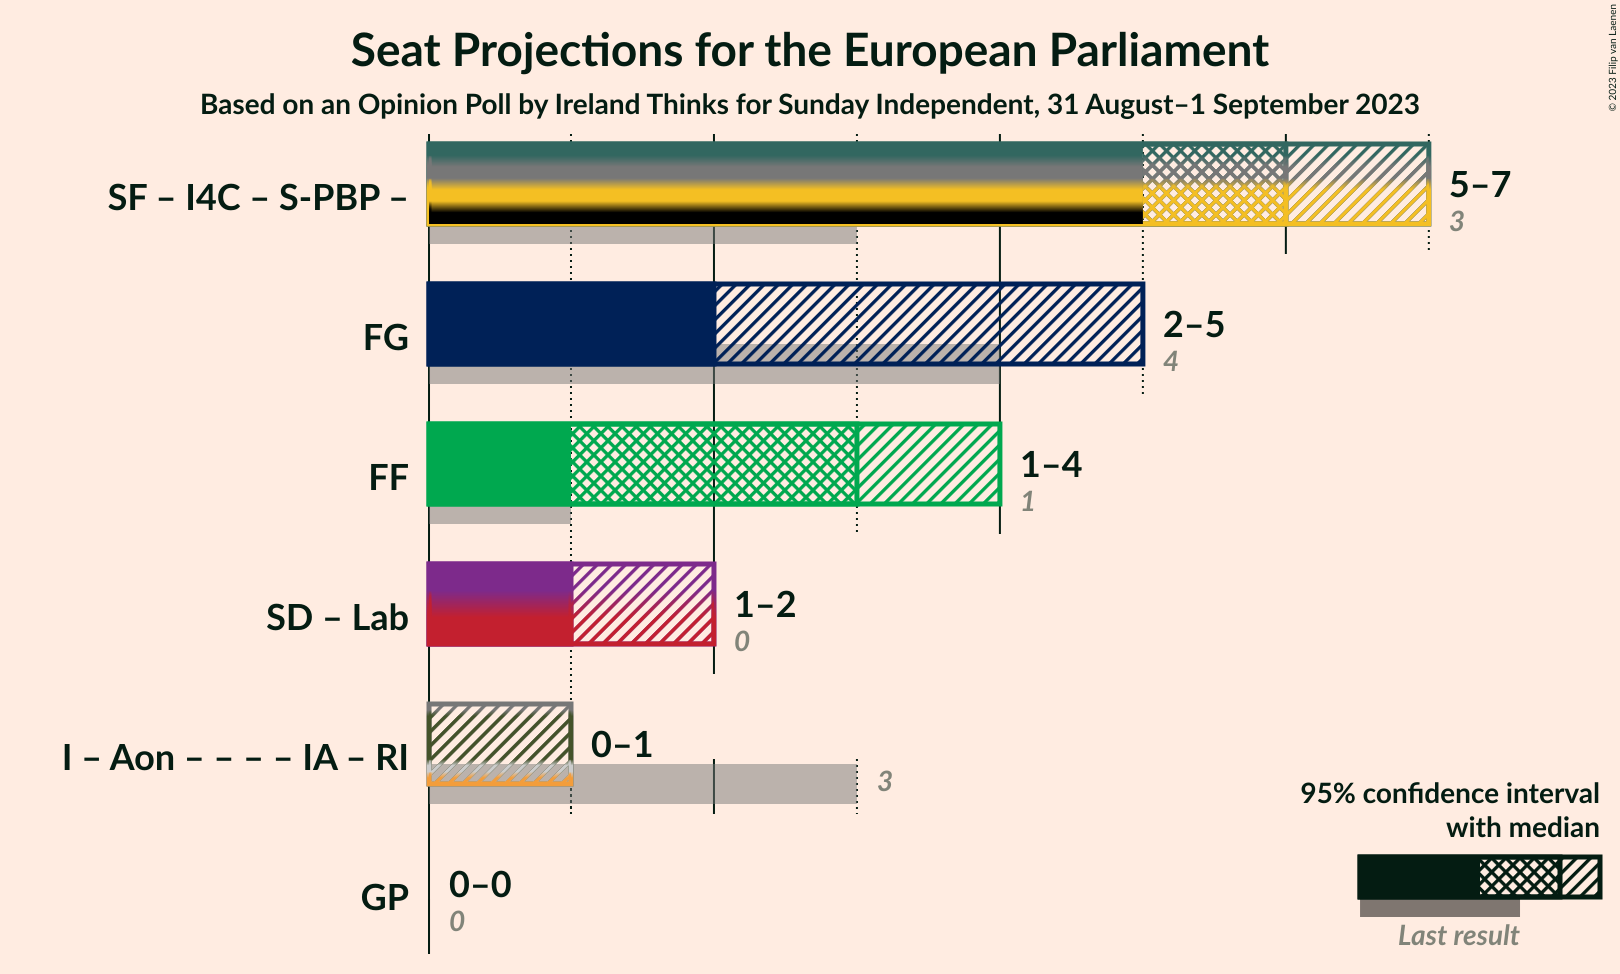 Seat Projections for the European Parliament
Based on an Opinion Poll by Ireland Thinks for Sunday Independent, 31 August–1 September 2023
© 2023 Filip van Laenen
SF – I4C – S-PBP –
5–7
3
FG
2–5
4
FF
1–4
1
SD – Lab
1–2
0
I – Aon – – – – IA – RI
0–1
3
GP
0–0
0
95% confidence interval
with median
Last result